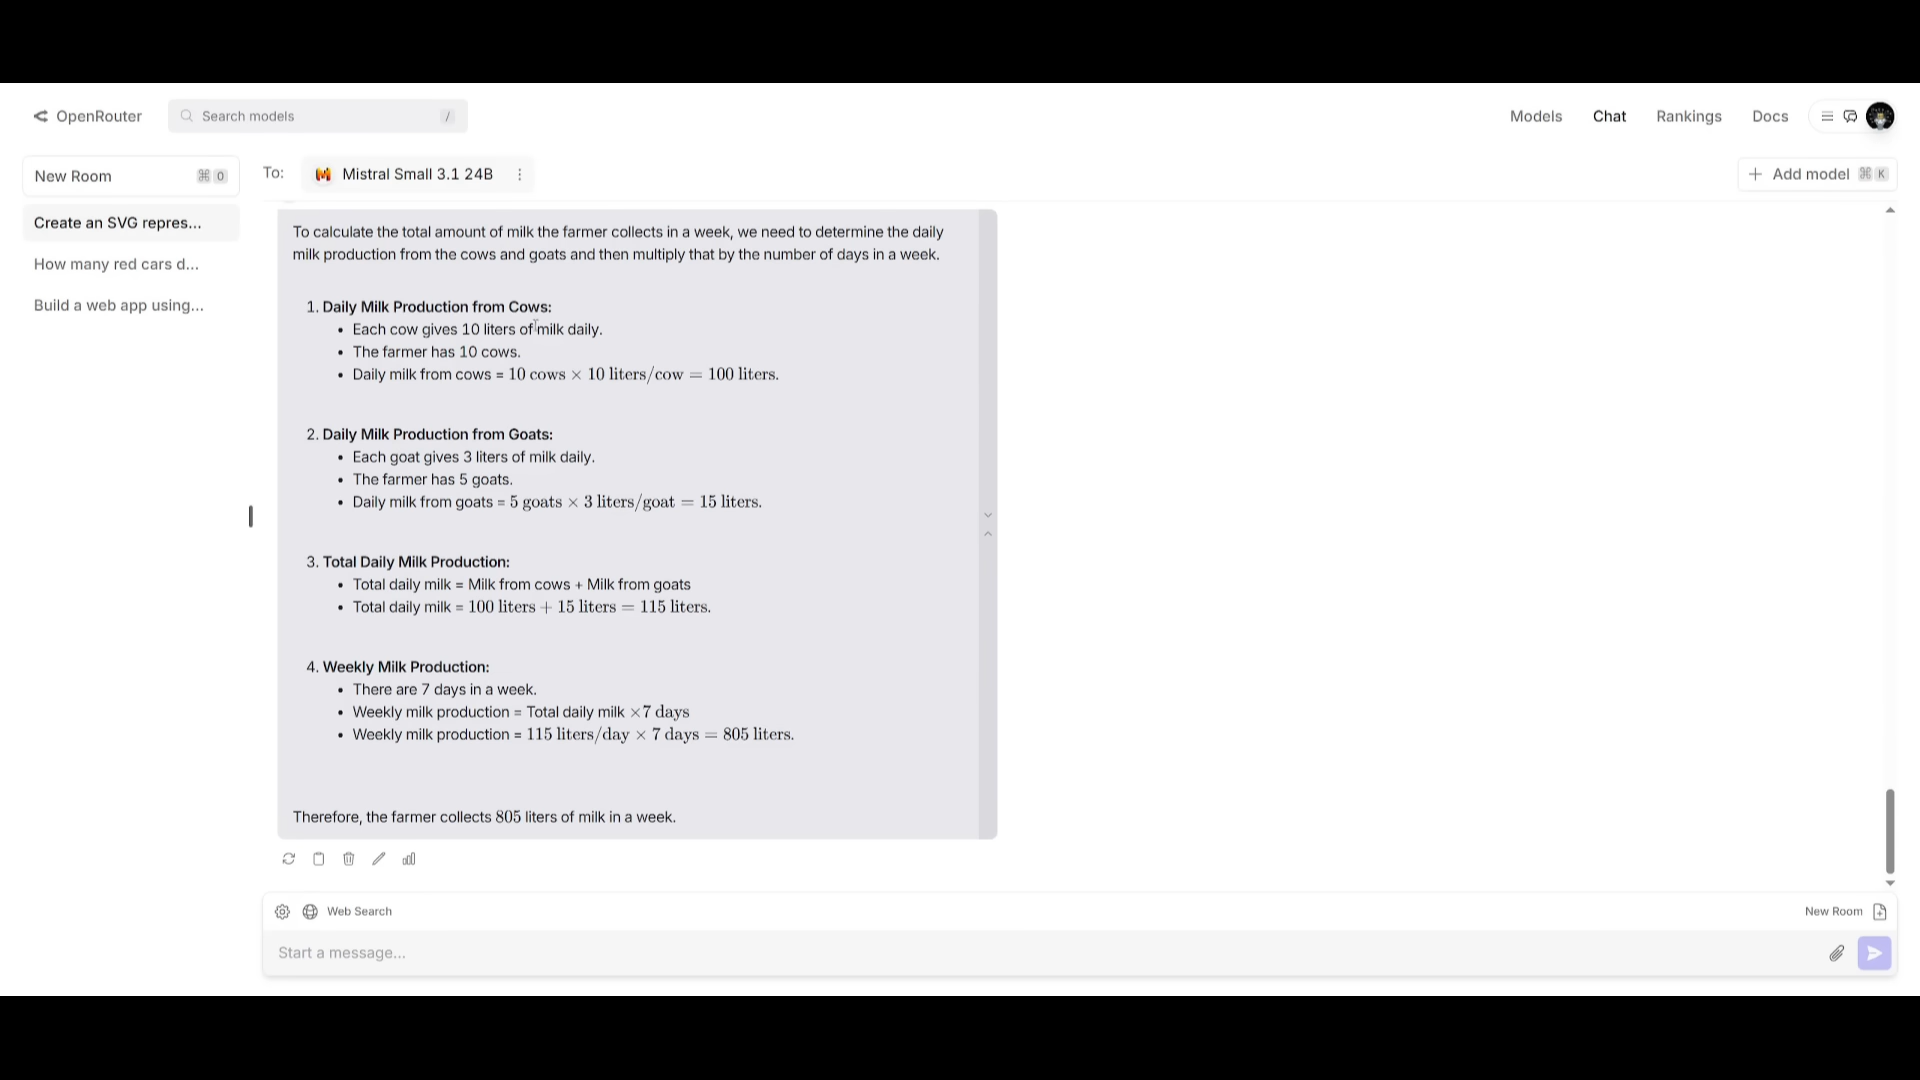 OpenRouter
Search models
/
Models
Chat
Rankings
Docs
New Room
⌘ 0
To:
Mistral Small 3.1 24B
+ Add model ⌘ K
Create an SVG repres...
How many red cars d...
Build a web app using...
To calculate the total amount of milk the farmer collects in a week, we need to determine the daily
milk production from the cows and goats and then multiply that by the number of days in a week.
1. Daily Milk Production from Cows:
• Each cow gives 10 liters of milk daily.
• The farmer has 10 cows.
• Daily milk from cows = 10 cows × 10 liters/cow = 100 liters.
2. Daily Milk Production from Goats:
• Each goat gives 3 liters of milk daily.
• The farmer has 5 goats.
• Daily milk from goats = 5 goats × 3 liters/goat = 15 liters.
3. Total Daily Milk Production:
• Total daily milk = Milk from cows + Milk from goats
• Total daily milk = 100 liters + 15 liters = 115 liters.
4. Weekly Milk Production:
• There are 7 days in a week.
• Weekly milk production = Total daily milk ×7 days
• Weekly milk production = 115 liters/day × 7 days = 805 liters.
Therefore, the farmer collects 805 liters of milk in a week.
Web Search
New Room
Start a message...